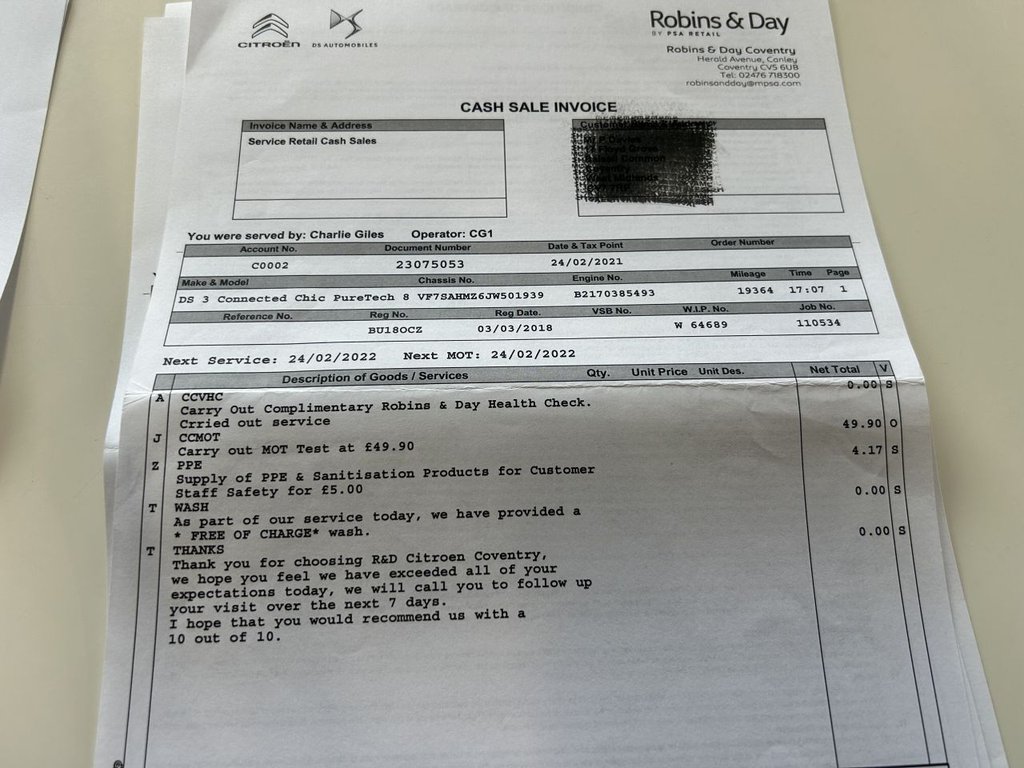 CITROËN
DS AUTOMOBILES
Robins & Day
BY PSA RETAIL
Robins & Day Coventry
Herald Avenue, Canley
Coventry CV5 6UB
Tel: 02476 718300
robinsandday@mpsa.com
CASH SALE INVOICE
Invoice Name & Address
Service Retail Cash Sales
You were served by: Charlie Giles Operator: CG1
Account No. Document Number Date & Tax Point Order Number
C0002 23075053 24/02/2021
Make & Model Chassis No. Engine No. Mileage Time Page
DS 3 Connected Chic PureTech 8 VF7SAHMZ6JW501939 B2170385493 19364 17:07 1
Reference No. Reg No. Reg Date. VSB No. W.I.P. No. Job No.
BU18OCZ 03/03/2018 W 64689 110534
Next Service: 24/02/2022 Next MOT: 24/02/2022
Description of Goods / Services Qty. Unit Price Unit Des. Net Total V
A CCVHC 0.00 S
Carry Out Complimentary Robins & Day Health Check.
Crried out service
J CCMOT 49.90 O
Carry out MOT Test at £49.90
Z PPE 4.17 S
Supply of PPE & Sanitisation Products for Customer
Staff Safety for £5.00
T WASH 0.00 S
As part of our service today, we have provided a
* FREE OF CHARGE* wash.
T THANKS 0.00 S
Thank you for choosing R&D Citroen Coventry,
we hope you feel we have exceeded all of your
expectations today, we will call you to follow up
your visit over the next 7 days.
I hope that you would recommend us with a
10 out of 10.